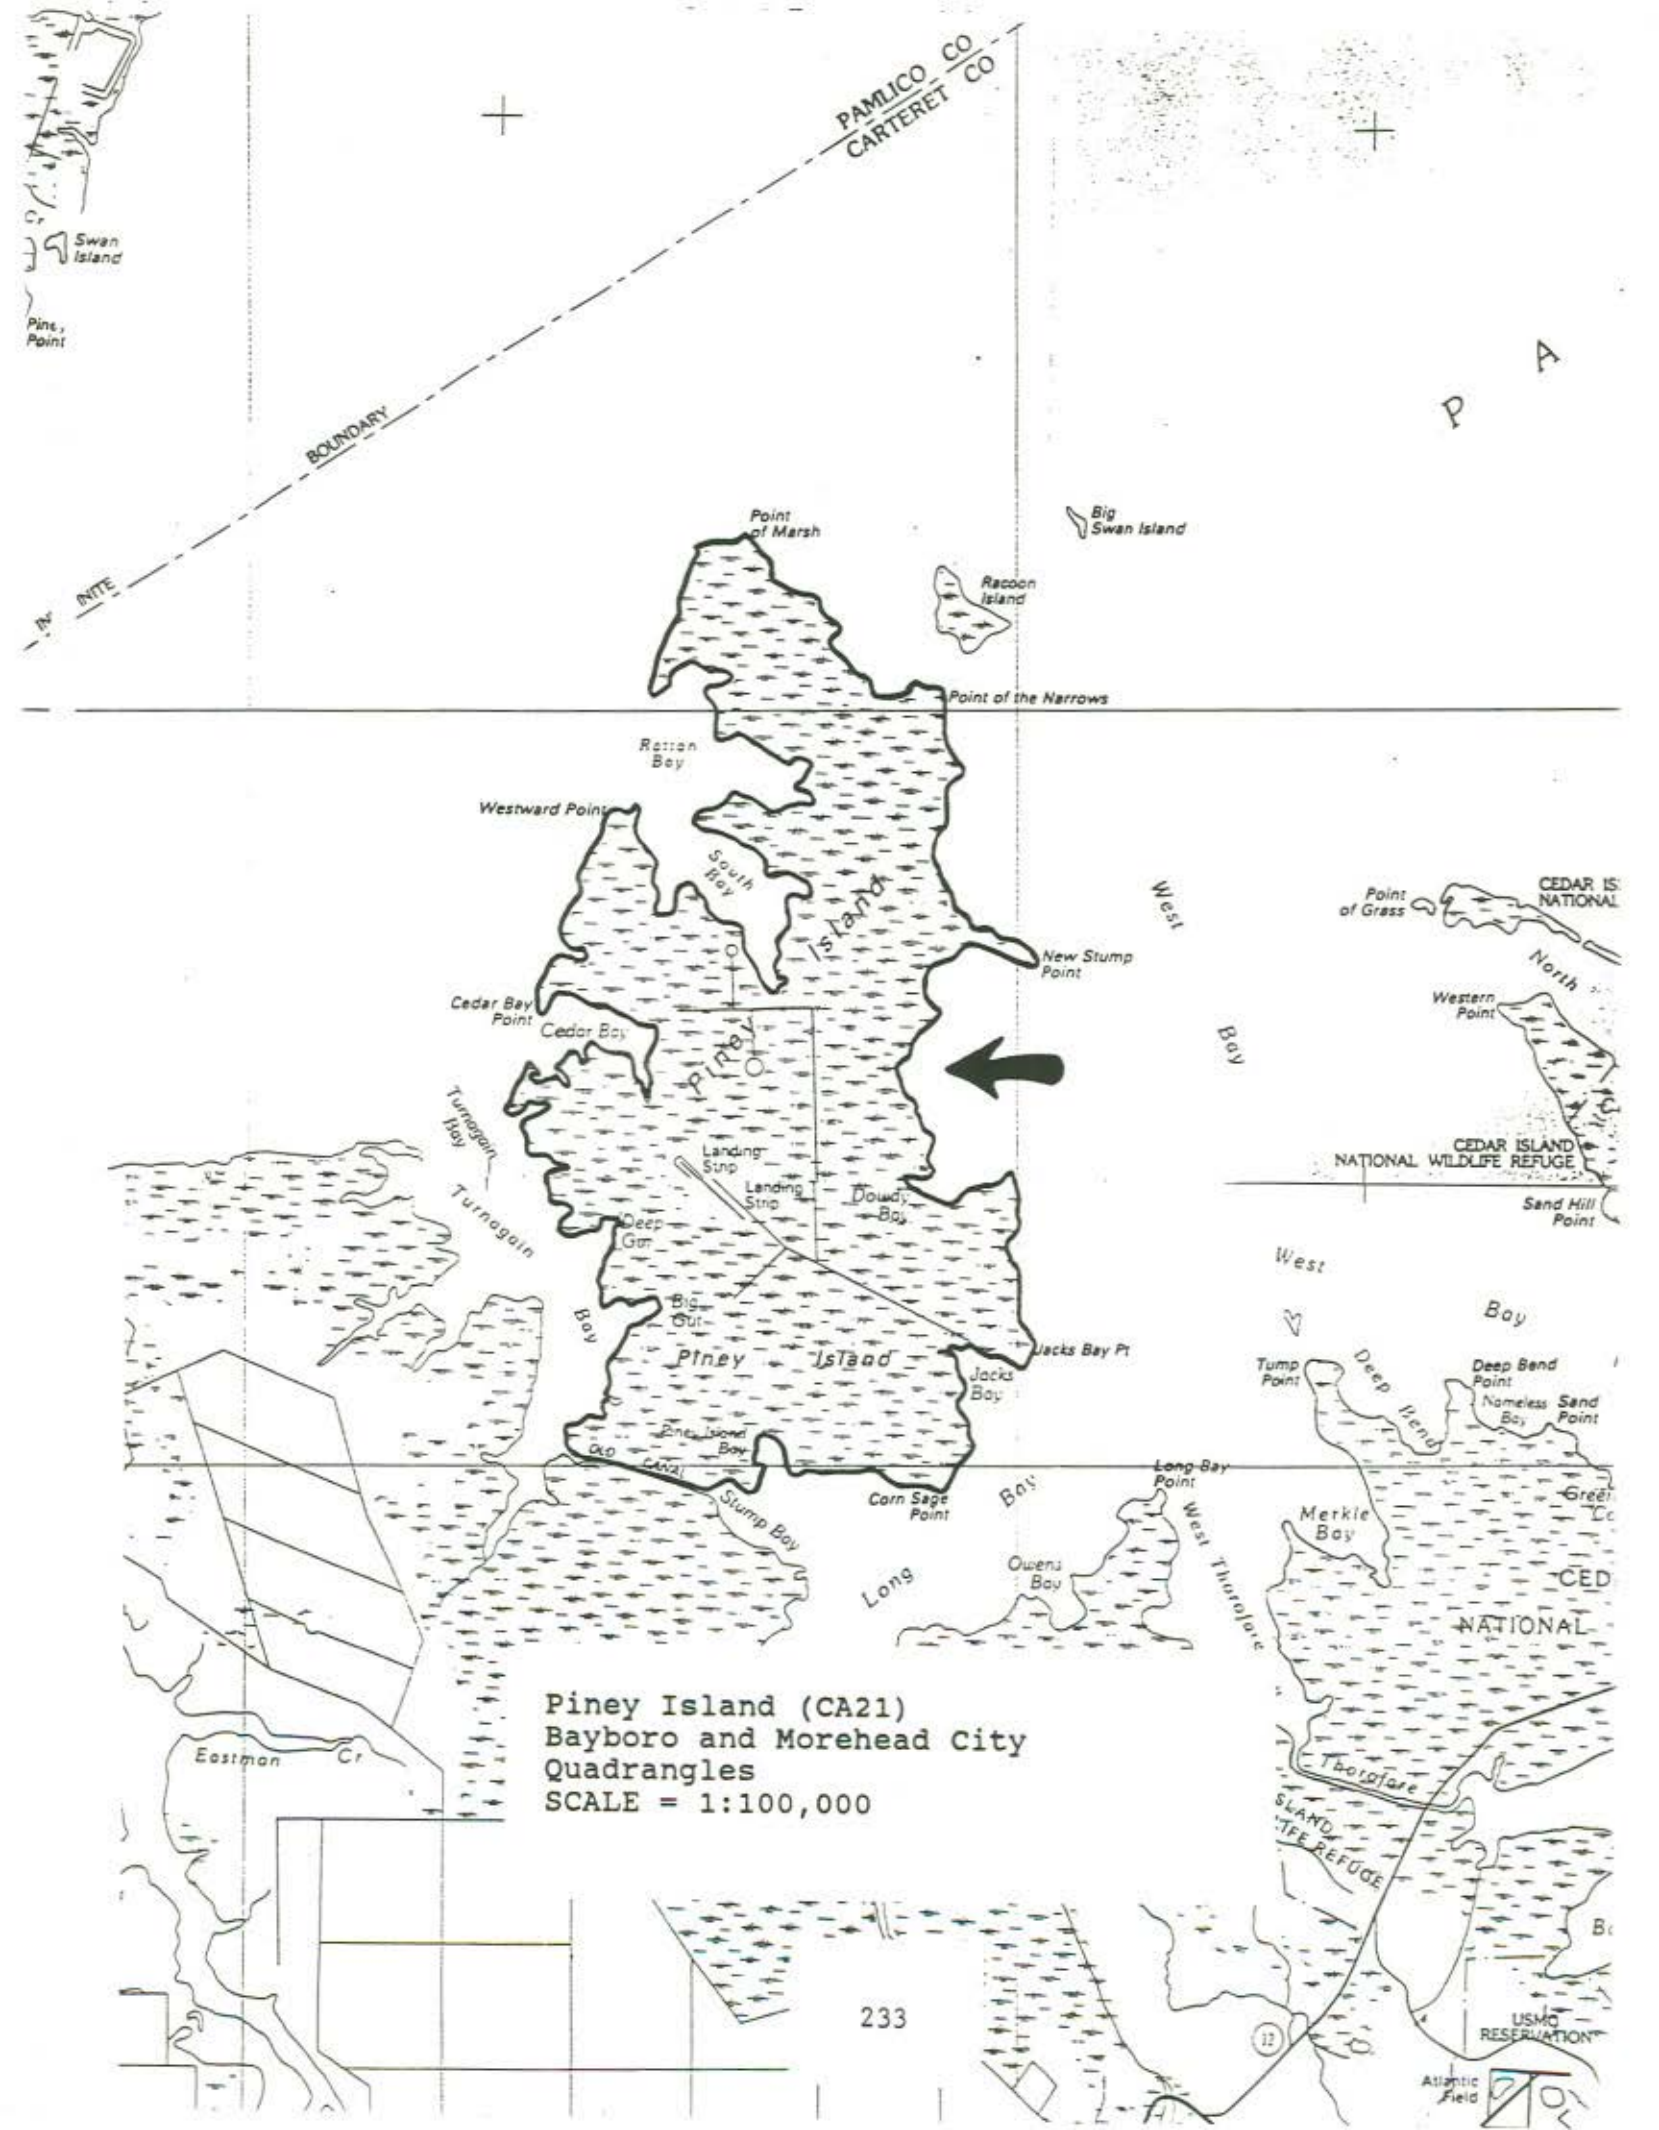 PAMLICO CO
CARTERET CO
Swan
Island
Point
BOUNDARY
INITE
P A
Point
of Marsh
Big
Swan Island
Racoon
Island
Point of the Narrows
Bay
Westward Point
South
Bay
Island
West
Bay
Point
of Grass
CEDAR IS
NATIONAL
North
New Stump
Point
Western
Point
Cedar Bay
Point
Cedar Bay
Piney
Turnagain
Bay
Landing
Strip
Landing
Strip
CEDAR ISLAND
NATIONAL WILDLIFE REFUGE
Dowdy
Bay
Sand Hill
Point
Turnagain
Bay
Deep
Gut
West
Bay
Big
Gut
Piney Island
Jacks Bay Pt
Jacks
Bay
Tump
Point
Deep
Bend
Deep Bend
Point
Nameless
Bay
Sand
Point
Piney Island
Bay
OLD
CANAL
Stump Bay
Corn Sage
Point
Long
Bay
Long Bay
Point
West Thorofare
Merkle
Bay
Owens
Bay
CED
NATIONAL
Piney Island (CA21)
Bayboro and Morehead City
Quadrangles
SCALE = 1:100,000
Eastman Cr
Thorofare
SLAND
IFE REFUGE
233
12
USMC
RESERVATION
Atlantic
Field